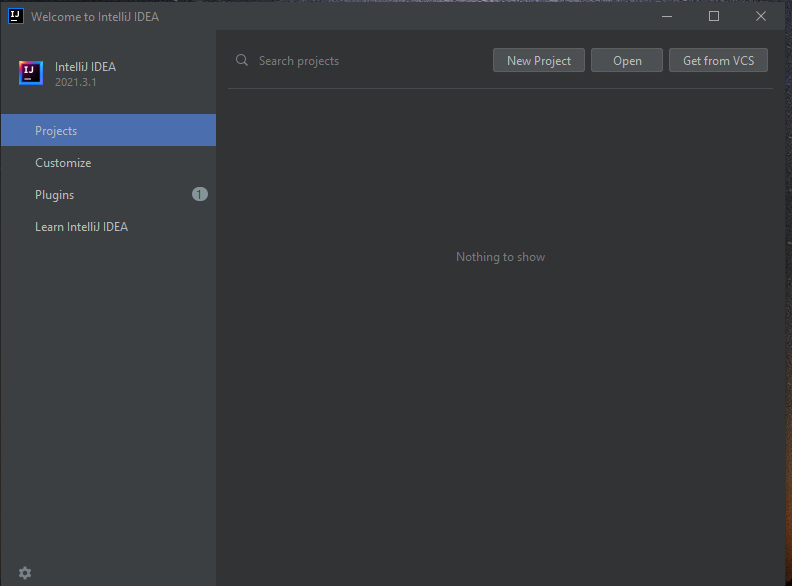 IJ Welcome to IntelliJ IDEA
IJ
IntelliJ IDEA
2021.3.1
Projects
Customize
Plugins 1
Learn IntelliJ IDEA
Search projects New Project Open Get from VCS
Nothing to show